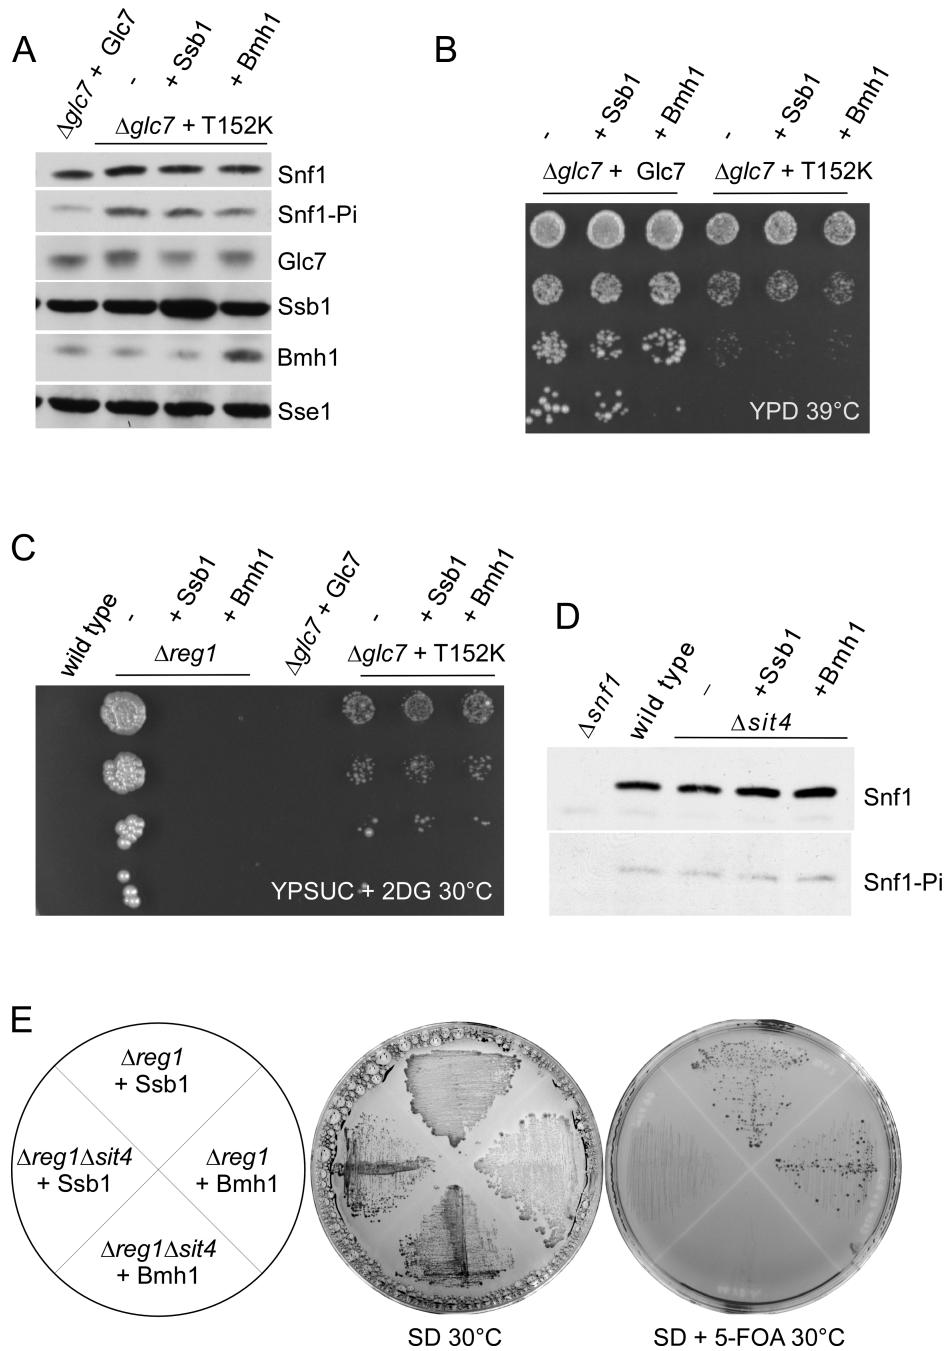 A
Δglc7 + Glc7
-
+ Ssb1
+ Bmh1
Δglc7 + T152K
Snf1
Snf1-Pi
Glc7
Ssb1
Bmh1
Sse1
B
-
+ Ssb1
+ Bmh1
-
+ Ssb1
+ Bmh1
Δglc7 + Glc7
Δglc7 + T152K
YPD 39°C
C
wild type
-
+ Ssb1
+ Bmh1
Δglc7 + Glc7
-
+ Ssb1
+ Bmh1
Δreg1
Δglc7 + T152K
YPSUC + 2DG 30°C
D
Δsnf1
wild type
-
+Ssb1
+Bmh1
Δsit4
Snf1
Snf1-Pi
E
Δreg1
+ Ssb1
Δreg1Δsit4
+ Ssb1
Δreg1
+ Bmh1
Δreg1Δsit4
+ Bmh1
SD 30°C
SD + 5-FOA 30°C